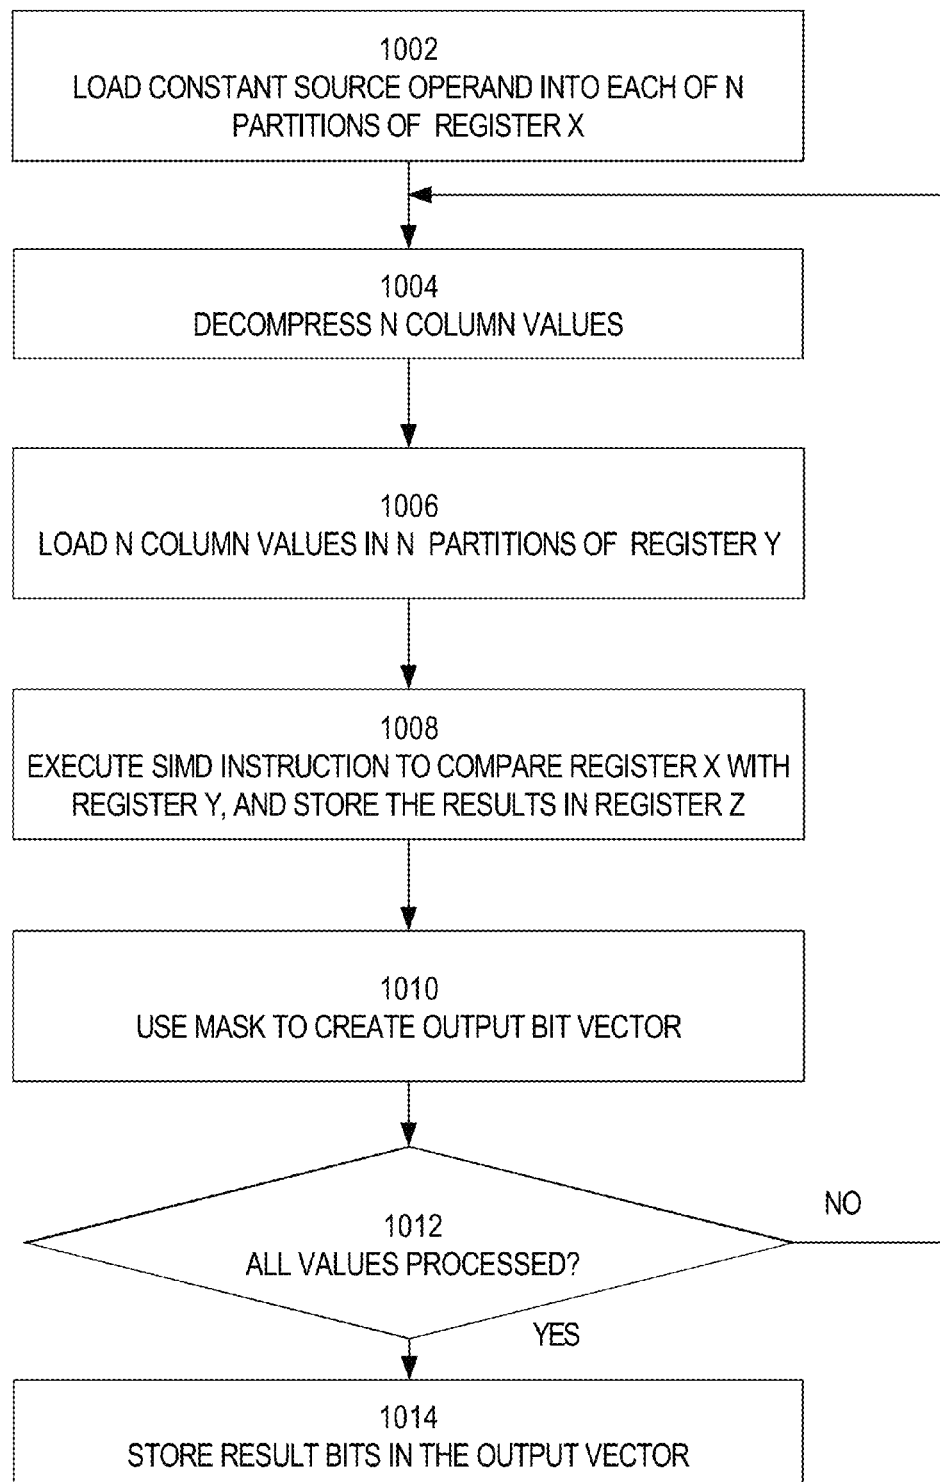 1002
LOAD CONSTANT SOURCE OPERAND INTO EACH OF N
PARTITIONS OF REGISTER X
1004
DECOMPRESS N COLUMN VALUES
1006
LOAD N COLUMN VALUES IN N PARTITIONS OF REGISTER Y
1008
EXECUTE SIMD INSTRUCTION TO COMPARE REGISTER X WITH
REGISTER Y, AND STORE THE RESULTS IN REGISTER Z
1010
USE MASK TO CREATE OUTPUT BIT VECTOR
1012
ALL VALUES PROCESSED?
NO
YES
1014
STORE RESULT BITS IN THE OUTPUT VECTOR